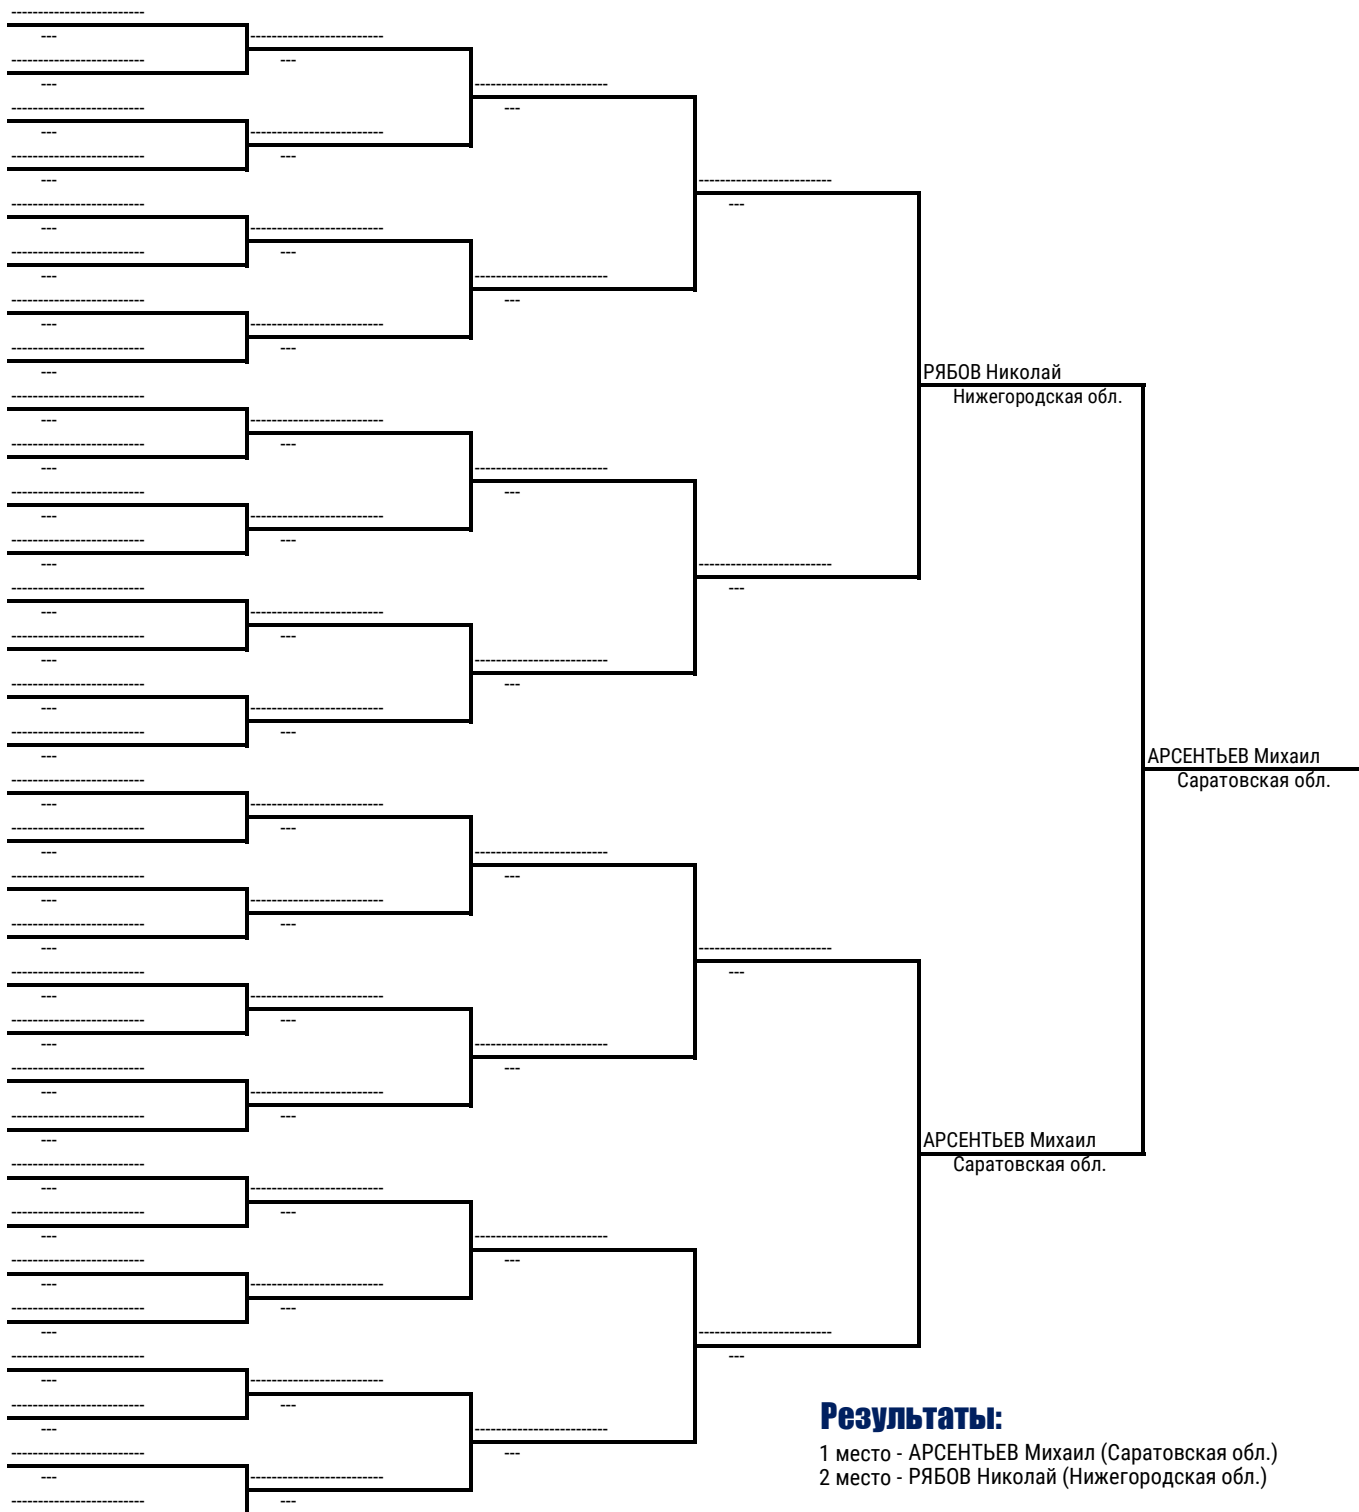 РЯБОВ Николай
Нижегородская обл.
АРСЕНТЬЕВ Михаил
Саратовская обл.
АРСЕНТЬЕВ Михаил
Саратовская обл.
Результаты:
1 место - АРСЕНТЬЕВ Михаил (Саратовская обл.)
2 место - РЯБОВ Николай (Нижегородская обл.)